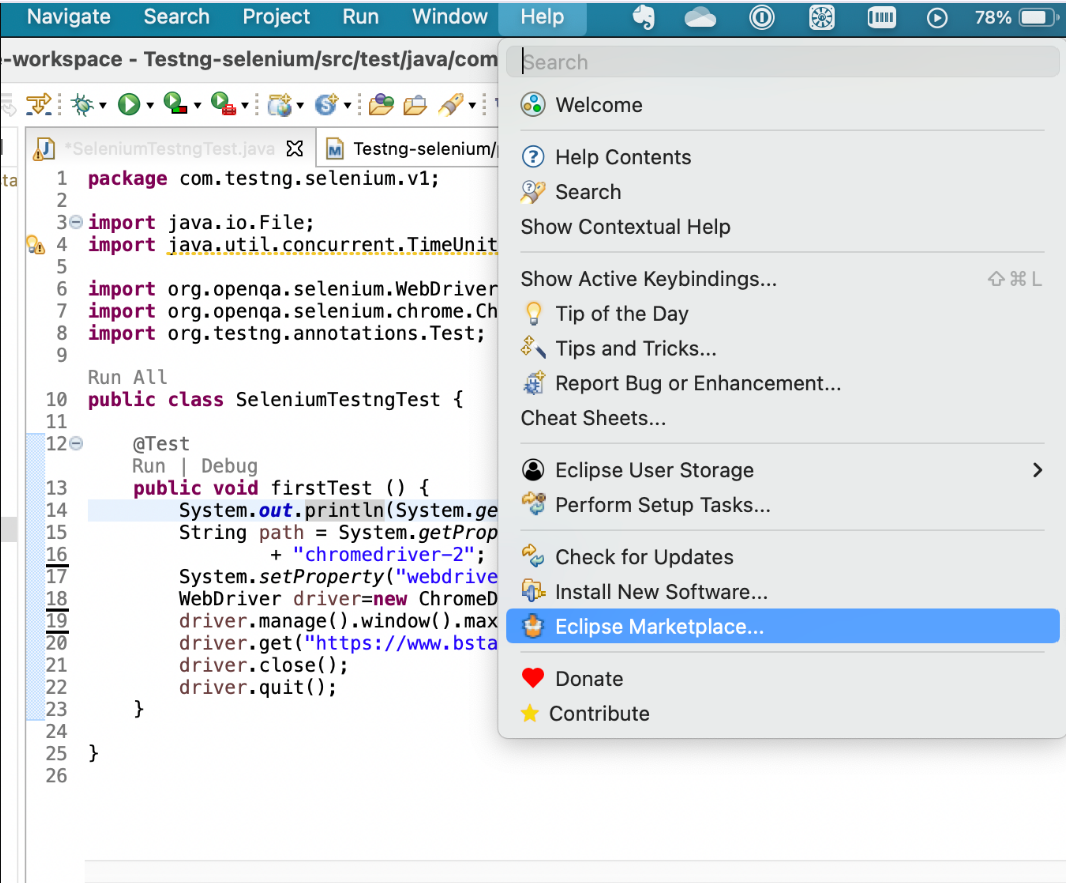 Navigate Search Project Run Window Help 78%
e-workspace - Testng-selenium/src/test/java/com
*SeleniumTestngTest.java Testng-selenium/
ta
1 package com.testng.selenium.v1;
2
3 import java.io.File;
4 import java.util.concurrent.TimeUnit
5
6 import org.openqa.selenium.WebDriver
7 import org.openqa.selenium.chrome.Ch
8 import org.testng.annotations.Test;
9
Run All
10 public class SeleniumTestngTest {
11
12 @Test
Run | Debug
13 public void firstTest () {
14 System.out.println(System.ge
15 String path = System.getProp
16 + "chromedriver-2";
17 System.setProperty("webdrive
18 WebDriver driver=new ChromeD
19 driver.manage().window().max
20 driver.get("https://www.bsta
21 driver.close();
22 driver.quit();
23 }
24
25 }
26
Search
Welcome
Help Contents
Search
Show Contextual Help
Show Active Keybindings... ⇧⌘L
Tip of the Day
Tips and Tricks...
Report Bug or Enhancement...
Cheat Sheets...
Eclipse User Storage
Perform Setup Tasks...
Check for Updates
Install New Software...
Eclipse Marketplace...
Donate
Contribute